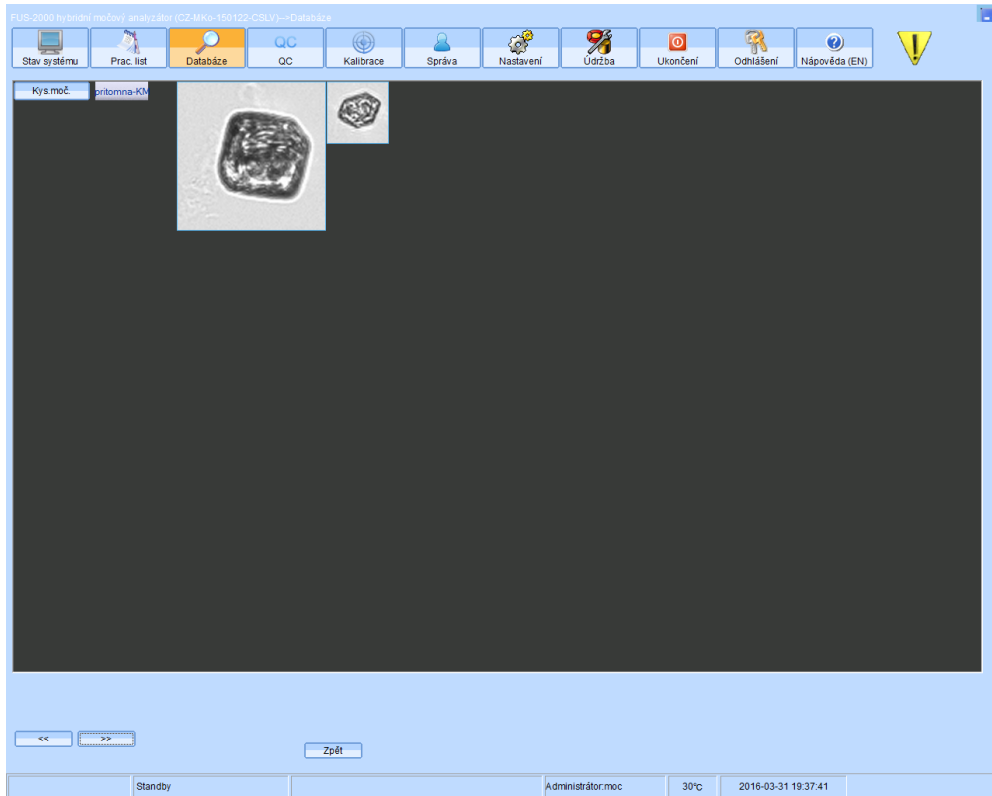 FUS-2000 hybridní močový analyzátor (CZ-MKo-150122-CSLV)-->Databáze
QC
Stav systému Prac. list Databáze QC Kalibrace Správa Nastavení Údržba Ukončení Odhlášení Nápověda (EN)
Kys.moč. pritomna-KM
<< >>
Zpět
Standby Administrátor:moc 30°C 2016-03-31 19:37:41